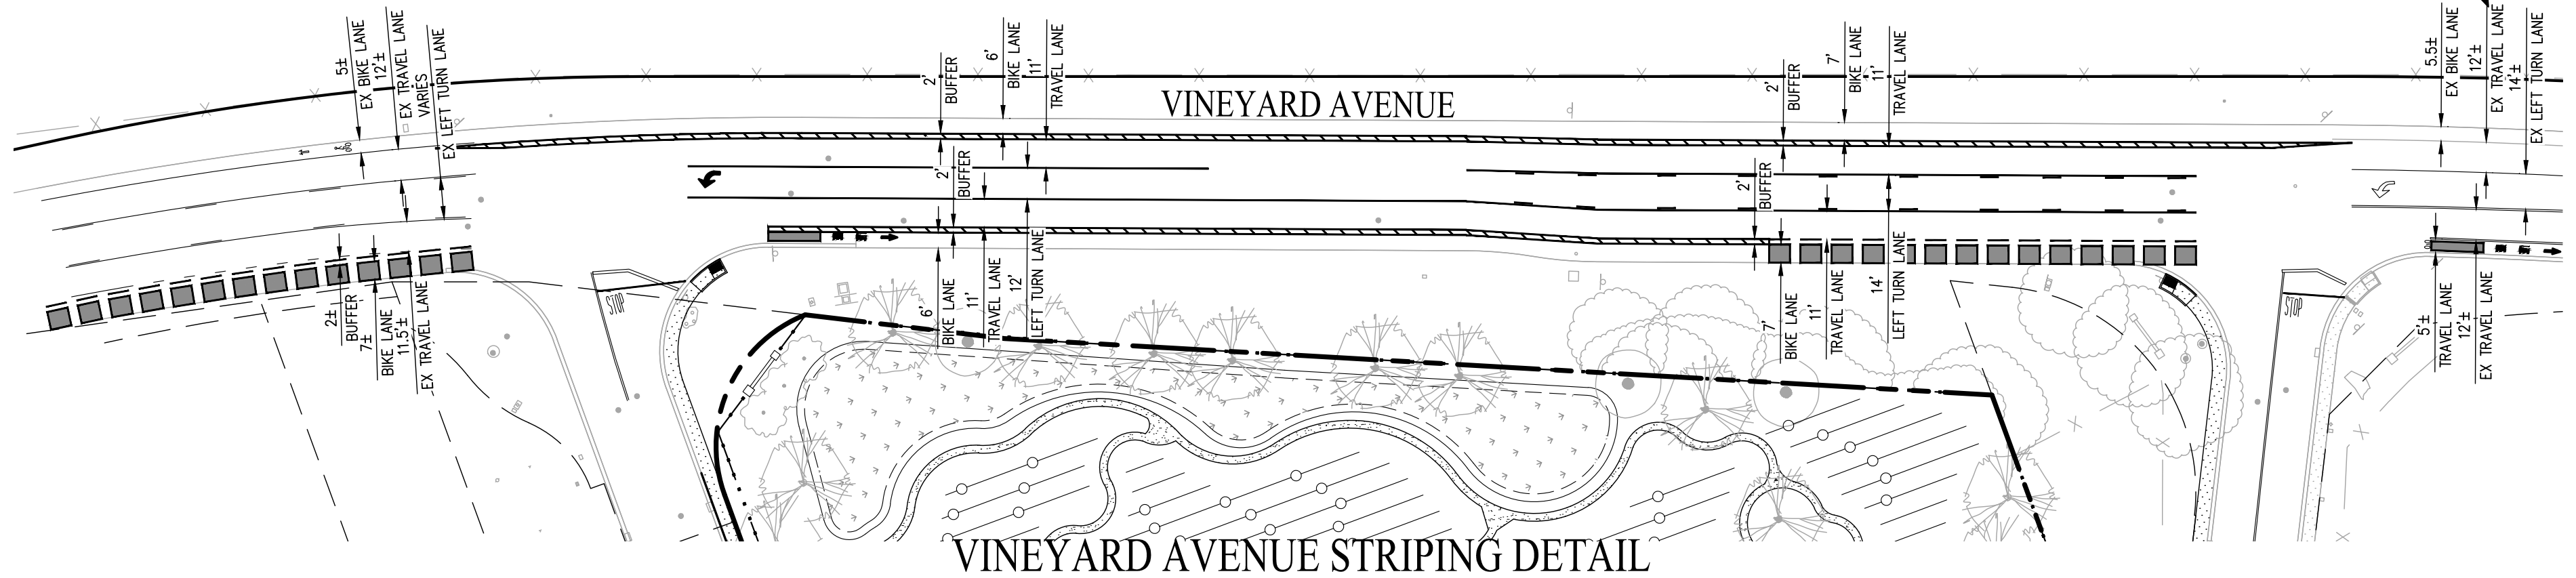 5±
EX BIKE LANE
12'±
EX TRAVEL LANE
VARIES
EX LEFT TURN LANE
2'
BUFFER
6'
BIKE LANE
11'
TRAVEL LANE
VINEYARD AVENUE
2'
BUFFER
7'
BIKE LANE
11'
TRAVEL LANE
5.5±
EX BIKE LANE
12'±
EX TRAVEL LANE
14'±
EX LEFT TURN LANE
2'
BUFFER
2'
BUFFER
2±
BUFFER
7±
BIKE LANE
11.5'±
EX TRAVEL LANE
STOP
6'
BIKE LANE
11'
TRAVEL LANE
12'
LEFT TURN LANE
7'
BIKE LANE
11'
TRAVEL LANE
14'
LEFT TURN LANE
STOP
5'±
TRAVEL LANE
12'±
EX TRAVEL LANE
VINEYARD AVENUE STRIPING DETAIL